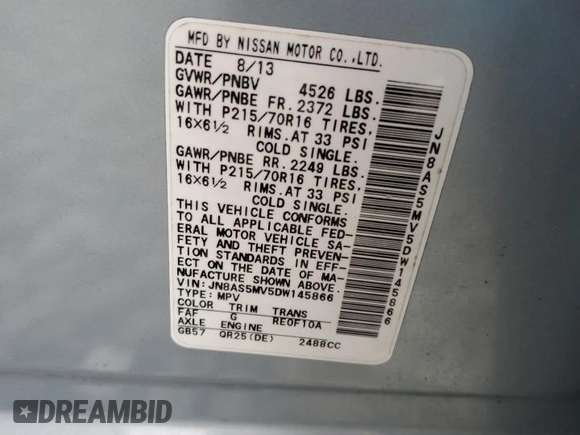 MFD BY NISSAN MOTOR CO.,LTD.
DATE 8/13
GVWR/PNBV 4526 LBS.
GAWR/PNBE FR. 2372 LBS.
WITH P215/70R16 TIRES.
16X6½ RIMS.AT 33 PSI
COLD SINGLE.
GAWR/PNBE RR. 2249 LBS.
WITH P215/70R16 TIRES.
16X6½ RIMS.AT 33 PSI
COLD SINGLE.
THIS VEHICLE CONFORMS
TO ALL APPLICABLE FED-
ERAL MOTOR VEHICLE SA-
FETY AND THEFT PREVEN-
TION STANDARDS IN EFF-
ECT ON THE DATE OF MA-
NUFACTURE SHOWN ABOVE.
VIN: JN8AS5MV5DW145866
TYPE: MPV
COLOR TRIM TRANS
FAF G RE0F10A
AXLE ENGINE
GB57 QR25(DE) 2488CC
JN8AS5MV5DW145866
DREAMBID